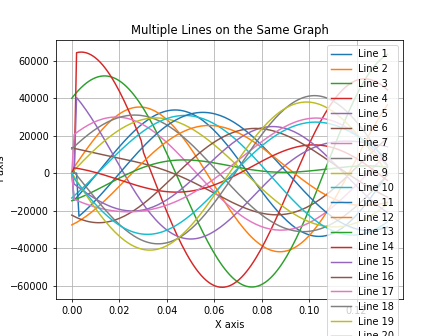 Multiple Lines on the Same Graph
60000
40000
20000
0
−20000
−40000
−60000
0.00
0.02
0.04
0.06
0.08
0.10
X axis
Line 1
Line 2
Line 3
Line 4
Line 5
Line 6
Line 7
Line 8
Line 9
Line 10
Line 11
Line 12
Line 13
Line 14
Line 15
Line 16
Line 17
Line 18
Line 19
Line 20